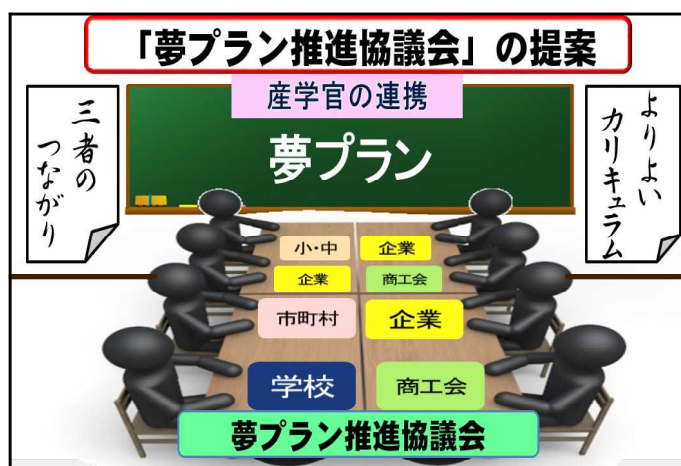 「夢プラン推進協議会」の提案
産学官の連携
夢プラン
三者の
つながり
よりよい
カリキュラム
小・中
企業
企業
商工会
市町村
企業
学校
商工会
夢プラン推進協議会